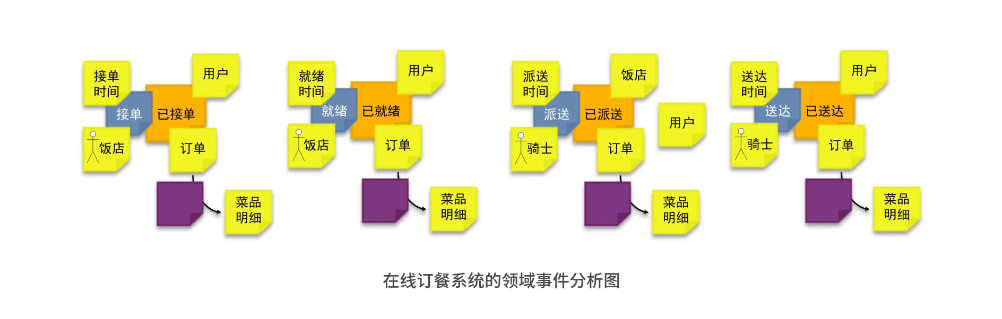 接单
时间
用户
接单
已接单
饭店
订单
菜品
明细
就绪
时间
用户
就绪
已就绪
饭店
订单
菜品
明细
派送
时间
饭店
派送
已派送
用户
骑士
订单
菜品
明细
送达
时间
用户
送达
已送达
骑士
订单
菜品
明细
在线订餐系统的领域事件分析图